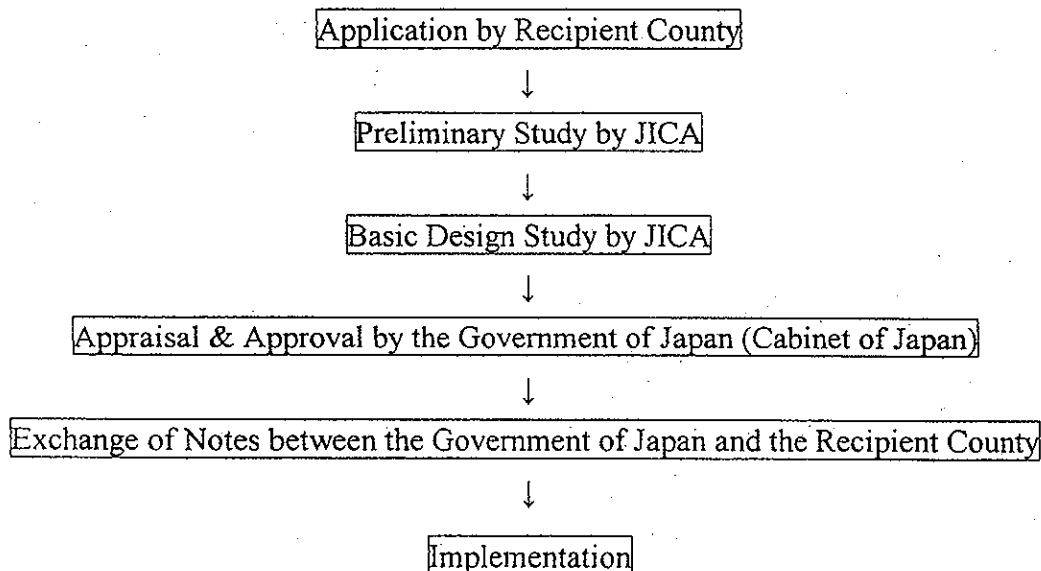 Application by Recipient County
↓
Preliminary Study by JICA
↓
Basic Design Study by JICA
↓
Appraisal & Approval by the Government of Japan (Cabinet of Japan)
↓
Exchange of Notes between the Government of Japan and the Recipient County
↓
Implementation